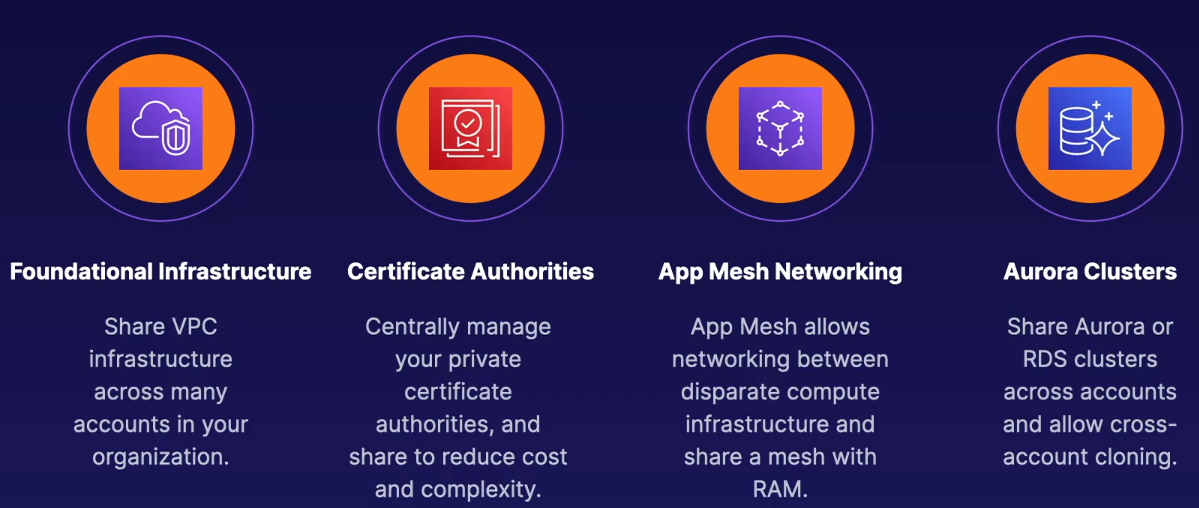 Foundational Infrastructure
Share VPC
infrastructure
across many
accounts in your
organization.
Certificate Authorities
Centrally manage
your private
certificate
authorities, and
share to reduce cost
and complexity.
App Mesh Networking
App Mesh allows
networking between
disparate compute
infrastructure and
share a mesh with
RAM.
Aurora Clusters
Share Aurora or
RDS clusters
across accounts
and allow cross-
account cloning.